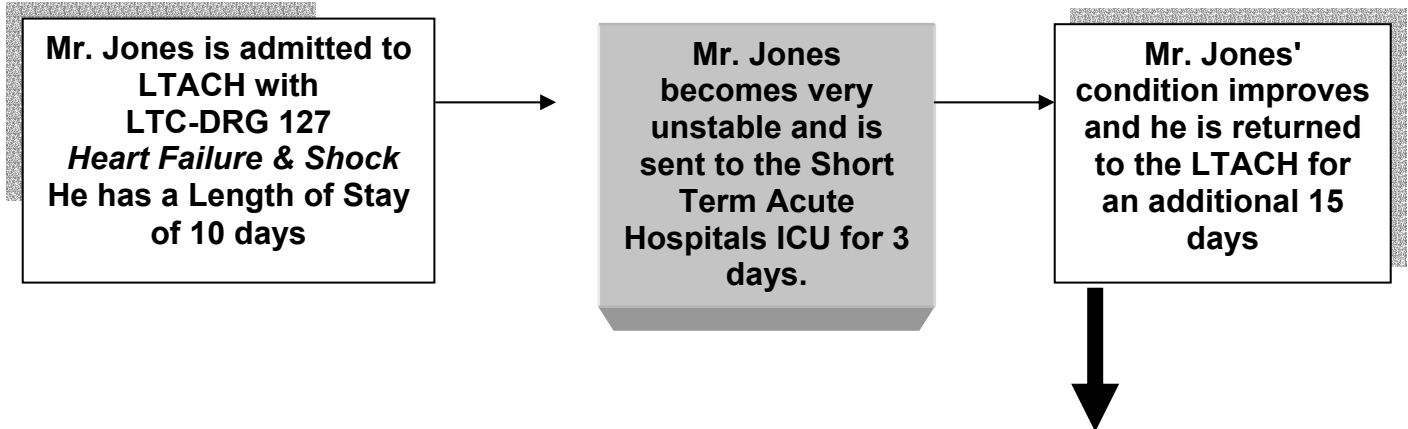 Mr. Jones is admitted to
LTACH with
LTC-DRG 127
Heart Failure & Shock
He has a Length of Stay
of 10 days
Mr. Jones
becomes very
unstable and is
sent to the Short
Term Acute
Hospitals ICU for 3
days.
Mr. Jones'
condition improves
and he is returned
to the LTACH for
an additional 15
days